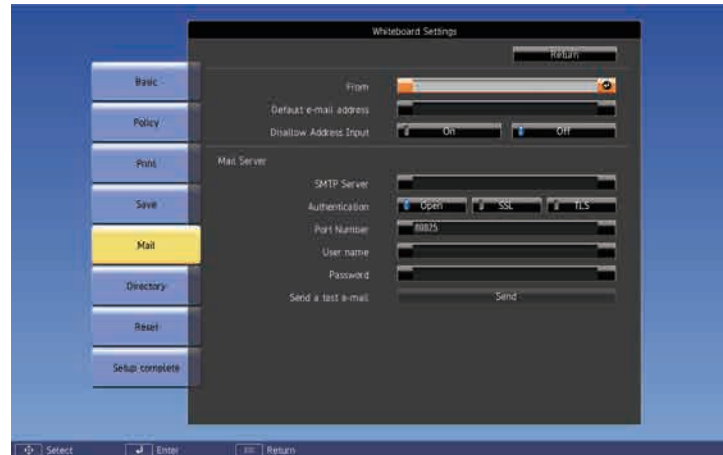 Whiteboard Settings
Return
Basic
Policy
Print
Save
Mail
Directory
Reset
Setup complete
From
Default e-mail address
Disallow Address Input
On
Off
Mail Server
SMTP Server
Authentication
Open
SSL
TLS
Port Number
User name
Password
Send a test e-mail
Send
Select
Enter
Return